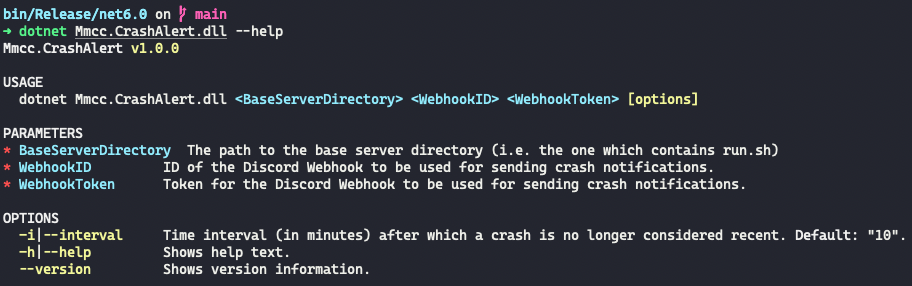 bin/Release/net6.0 on main
➜ dotnet Mmcc.CrashAlert.dll --help
Mmcc.CrashAlert v1.0.0
USAGE
dotnet Mmcc.CrashAlert.dll <BaseServerDirectory> <WebhookID> <WebhookToken> [options]
PARAMETERS
* BaseServerDirectory The path to the base server directory (i.e. the one which contains run.sh)
* WebhookID ID of the Discord Webhook to be used for sending crash notifications.
* WebhookToken Token for the Discord Webhook to be used for sending crash notifications.
OPTIONS
-i|--interval Time interval (in minutes) after which a crash is no longer considered recent. Default: "10".
-h|--help Shows help text.
--version Shows version information.